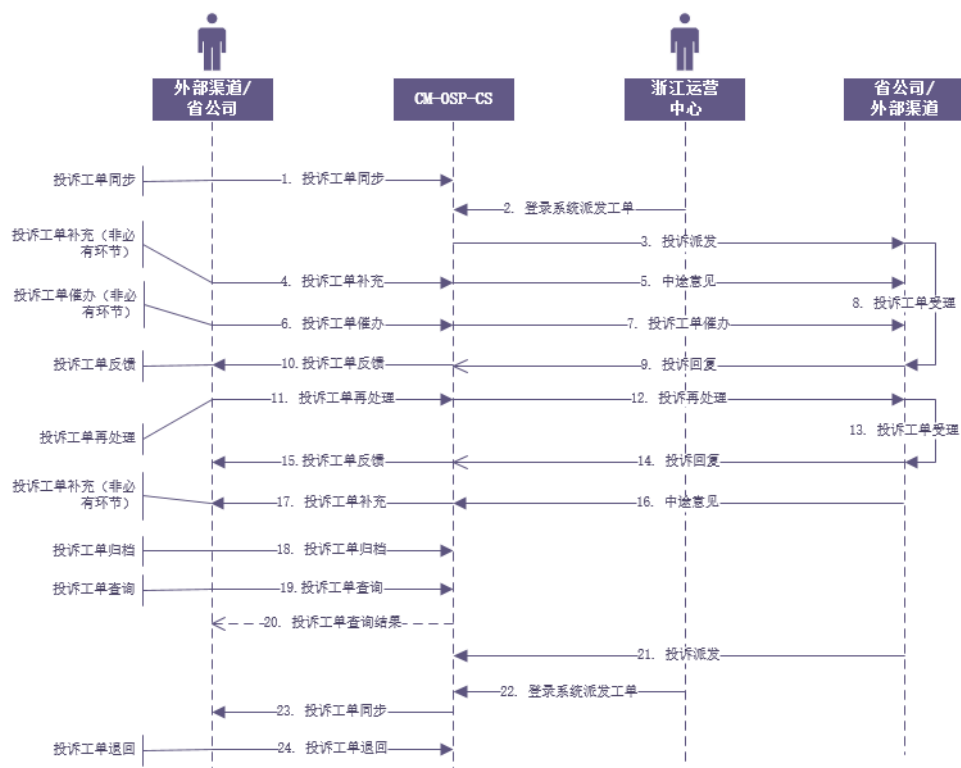 外部渠道/
省公司
CM-OSP-CS
浙江运营
中心
省公司/
外部渠道
投诉工单同步
1. 投诉工单同步
2. 登录系统派发工单
投诉工单补充（非必
有环节）
3. 投诉派发
4. 投诉工单补充
5. 中途意见
投诉工单催办（非必
有环节）
8. 投诉工单受理
6. 投诉工单催办
7. 投诉工单催办
投诉工单反馈
10. 投诉工单反馈
9. 投诉回复
11. 投诉工单再处理
12. 投诉再处理
投诉工单再处理
13. 投诉工单受理
15. 投诉工单反馈
14. 投诉回复
投诉工单补充（非必
有环节）
17. 投诉工单补充
16. 中途意见
投诉工单归档
18. 投诉工单归档
投诉工单查询
19. 投诉工单查询
20. 投诉工单查询结果
21. 投诉派发
22. 登录系统派发工单
23. 投诉工单同步
投诉工单退回
24. 投诉工单退回